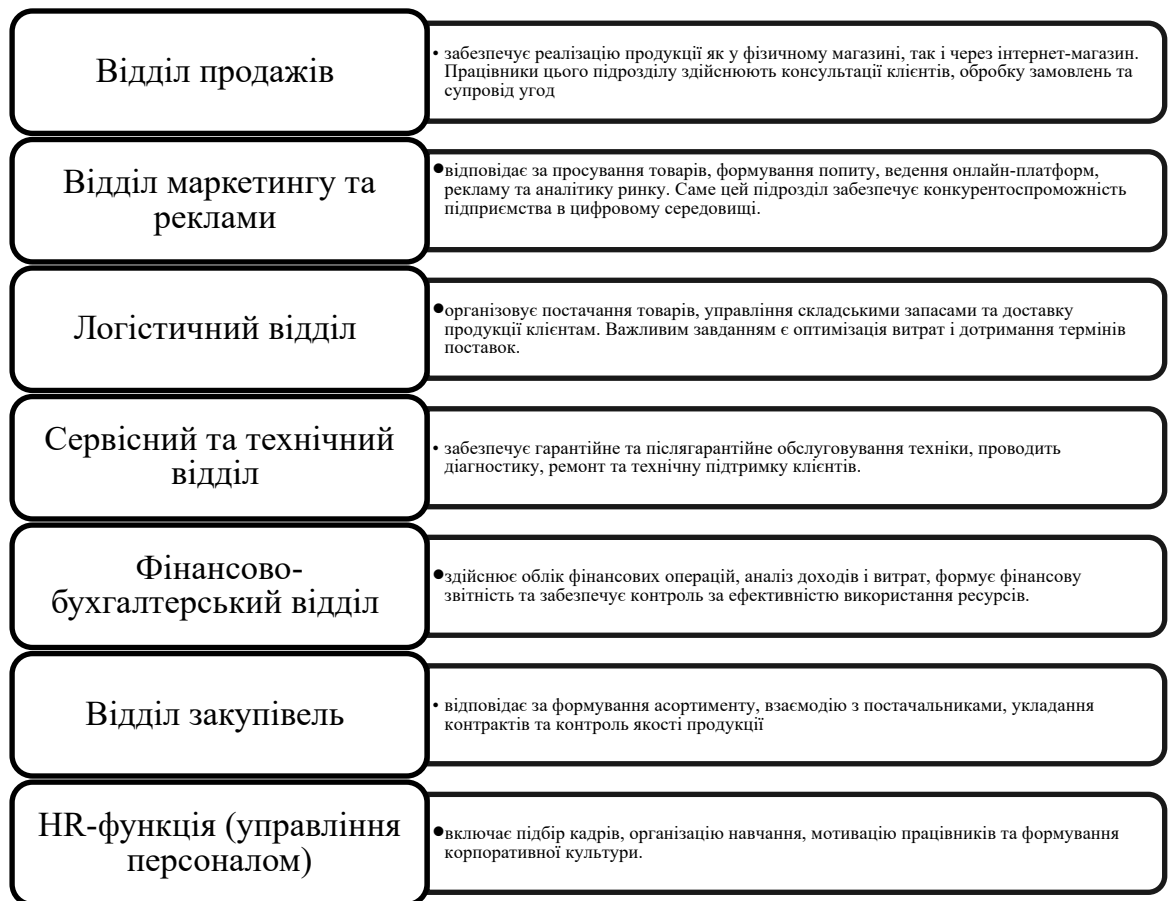 Відділ продажів
• забезпечує реалізацію продукції як у фізичному магазині, так і через інтернет-магазин.
Працівники цього підрозділу здійснюють консультації клієнтів, обробку замовлень та
супровід угод
Відділ маркетингу та
реклами
•відповідає за просування товарів, формування попиту, ведення онлайн-платформ,
рекламу та аналітику ринку. Саме цей підрозділ забезпечує конкурентоспроможність
підприємства в цифровому середовищі.
Логістичний відділ
•організовує постачання товарів, управління складськими запасами та доставку
продукції клієнтам. Важливим завданням є оптимізація витрат і дотримання термінів
поставок.
Сервісний та технічний
відділ
• забезпечує гарантійне та післягарантійне обслуговування техніки, проводить
діагностику, ремонт та технічну підтримку клієнтів.
Фінансово-
бухгалтерський відділ
•здійснює облік фінансових операцій, аналіз доходів і витрат, формує фінансову
звітність та забезпечує контроль за ефективністю використання ресурсів.
Відділ закупівель
• відповідає за формування асортименту, взаємодію з постачальниками, укладання
контрактів та контроль якості продукції
HR-функція (управління
персоналом)
•включає підбір кадрів, організацію навчання, мотивацію працівників та формування
корпоративної культури.